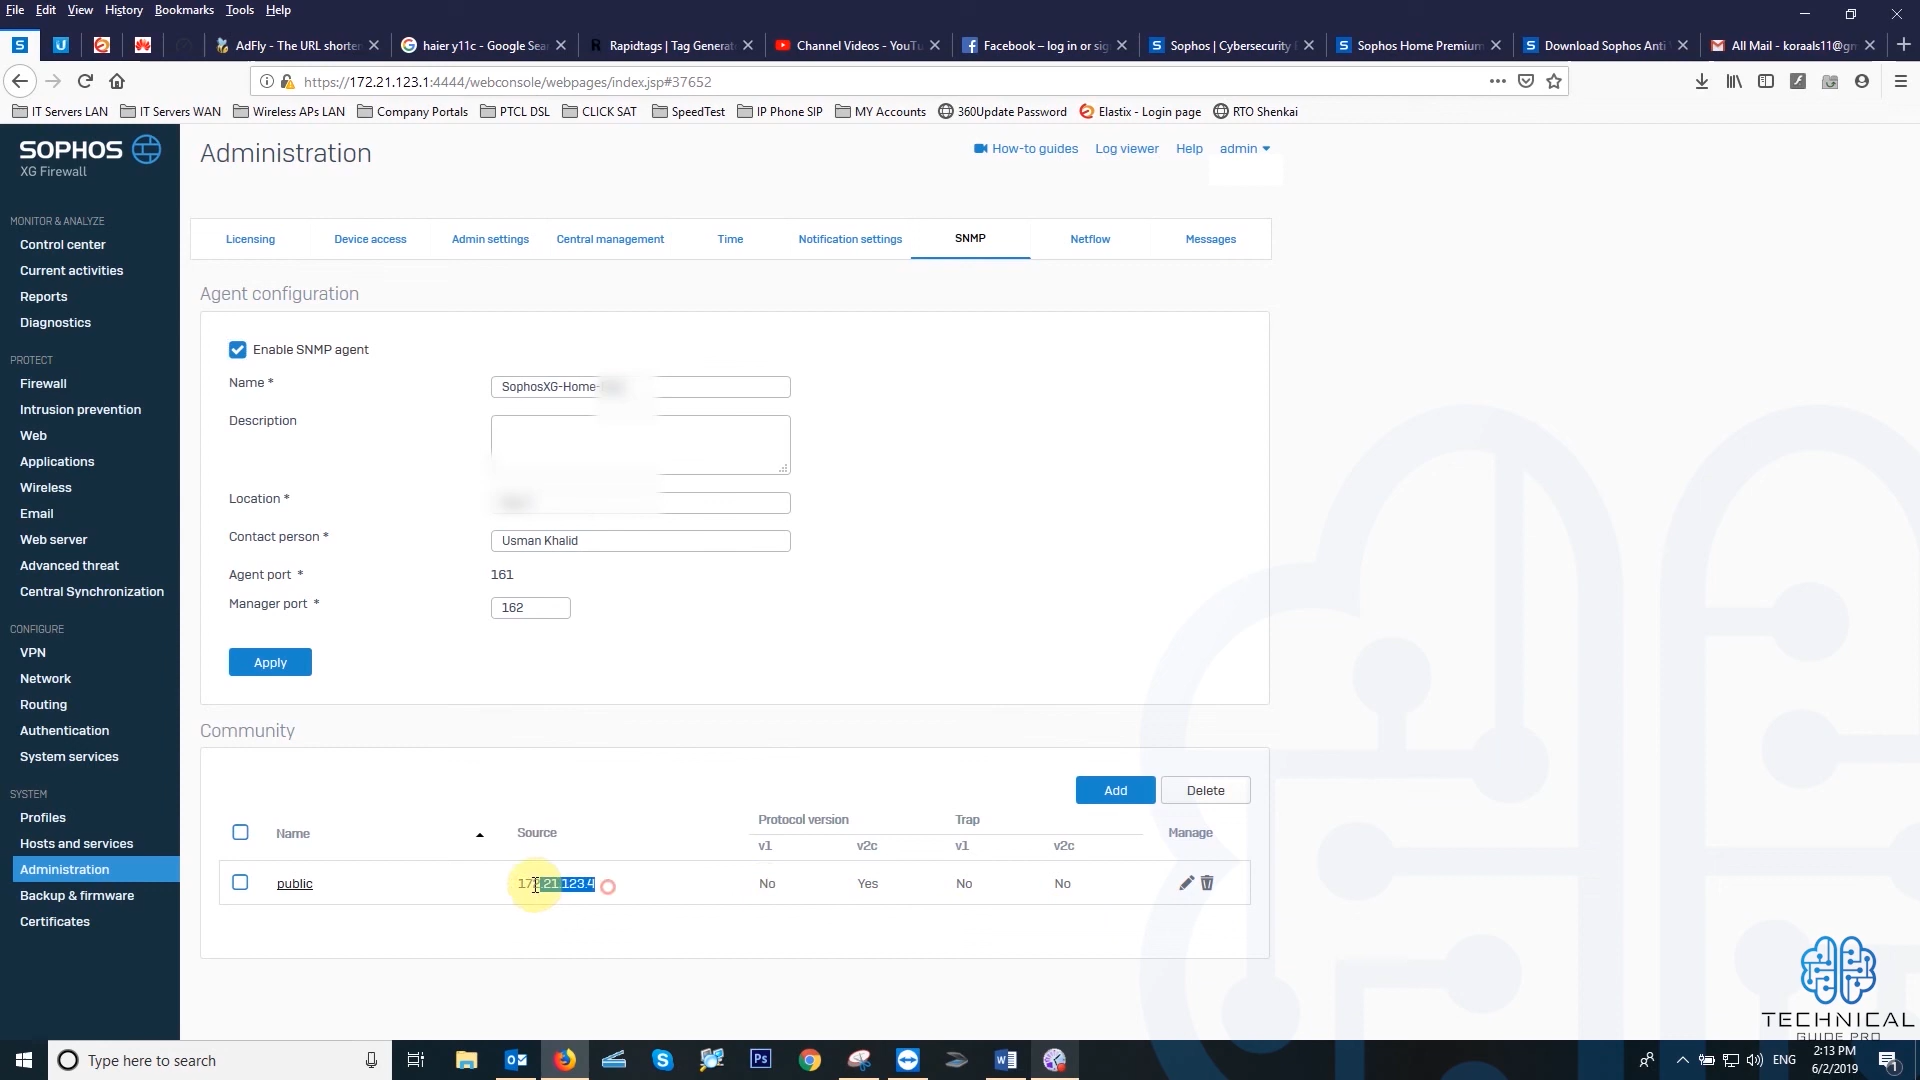 File Edit View History Bookmarks Tools Help
AdFly - The URL shorte
haier y11c - Google Sea
Rapidtags | Tag Generat
Channel Videos - YouTu
Facebook – log in or sig
Sophos | Cybersecurity
Sophos Home Premium
Download Sophos Anti
All Mail - koraals11@gm
https://172.21.123.1:4444/webconsole/webpages/index.jsp#37652
IT Servers LAN IT Servers WAN Wireless APs LAN Company Portals PTCL DSL CLICK SAT SpeedTest IP Phone SIP MY Accounts 360Update Password Elastix - Login page RTO Shenkai
SOPHOS
XG Firewall
MONITOR & ANALYZE
Control center
Current activities
Reports
Diagnostics
PROTECT
Firewall
Intrusion prevention
Web
Applications
Wireless
Email
Web server
Advanced threat
Central Synchronization
CONFIGURE
VPN
Network
Routing
Authentication
System services
SYSTEM
Profiles
Hosts and services
Administration
Backup & firmware
Certificates
Administration
How-to guides Log viewer Help admin
Licensing Device access Admin settings Central management Time Notification settings SNMP Netflow Messages
Agent configuration
Enable SNMP agent
Name * SophosXG-Home-
Description
Location *
Contact person * Usman Khalid
Agent port * 161
Manager port * 162
Apply
Community
Add Delete
Name Source Protocol version Trap Manage
v1 v2c v1 v2c
public 172.21.123.4 No Yes No No
TECHNICAL
GUIDE PRO
Type here to search
ENG
2:13 PM
6/2/2019
1